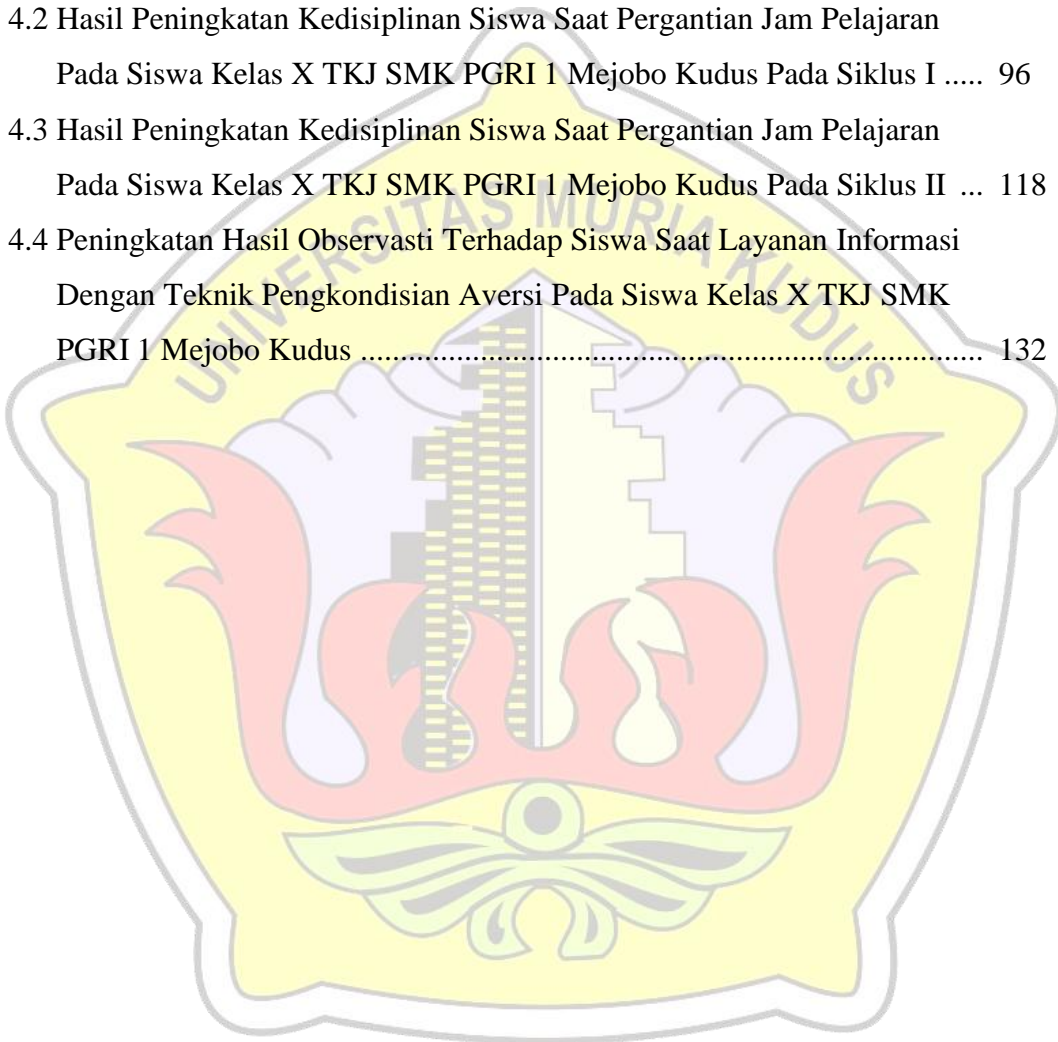 4.2 Hasil Peningkatan Kedisiplinan Siswa Saat Pergantian Jam Pelajaran
Pada Siswa Kelas X TKJ SMK PGRI 1 Mejobo Kudus Pada Siklus I ..... 96
4.3 Hasil Peningkatan Kedisiplinan Siswa Saat Pergantian Jam Pelajaran
Pada Siswa Kelas X TKJ SMK PGRI 1 Mejobo Kudus Pada Siklus II ... 118
4.4 Peningkatan Hasil Observasti Terhadap Siswa Saat Layanan Informasi
Dengan Teknik Pengkondisian Aversi Pada Siswa Kelas X TKJ SMK
PGRI 1 Mejobo Kudus .............................................................................. 132
UNIVERSITAS MURIA KUDUS